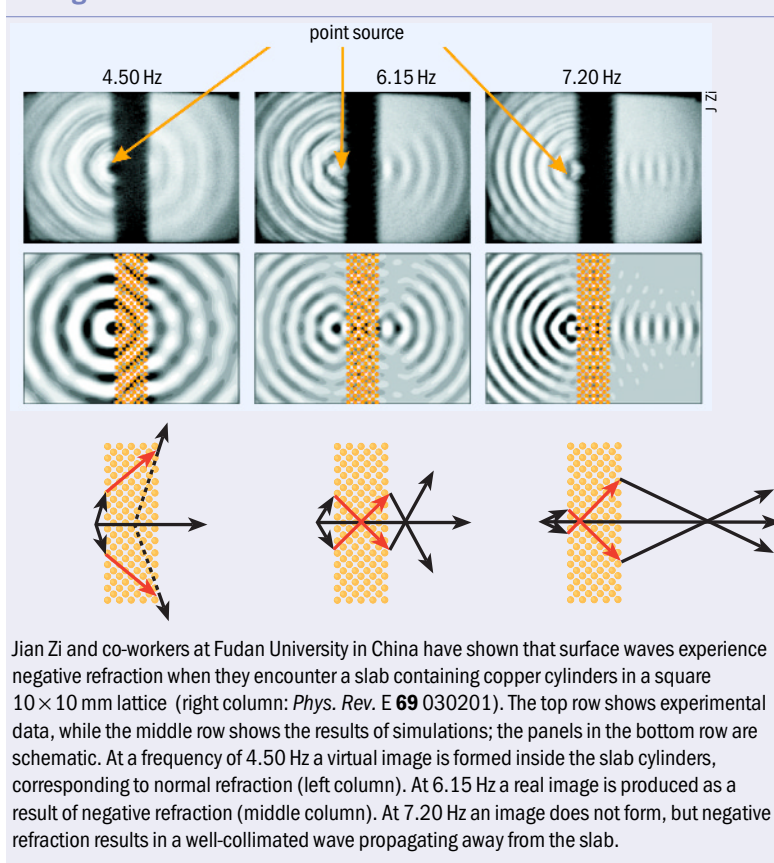 point source
4.50 Hz 6.15 Hz 7.20 Hz
J Zi
Jian Zi and co-workers at Fudan University in China have shown that surface waves experience
negative refraction when they encounter a slab containing copper cylinders in a square
10 × 10 mm lattice (right column: Phys. Rev. E 69 030201). The top row shows experimental
data, while the middle row shows the results of simulations; the panels in the bottom row are
schematic. At a frequency of 4.50 Hz a virtual image is formed inside the slab cylinders,
corresponding to normal refraction (left column). At 6.15 Hz a real image is produced as a
result of negative refraction (middle column). At 7.20 Hz an image does not form, but negative
refraction results in a well-collimated wave propagating away from the slab.